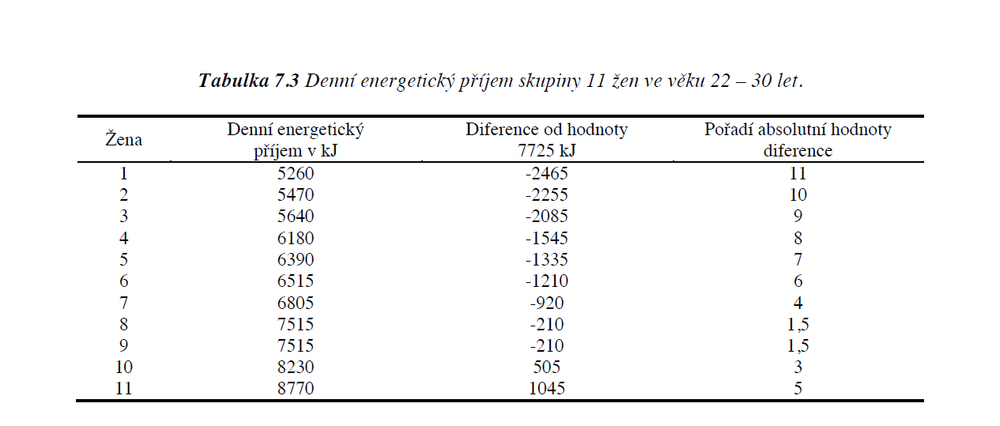 Tabulka 7.3 Denní energetický příjem skupiny 11 žen ve věku 22 – 30 let.
Žena Denní energetický příjem v kJ Diference od hodnoty 7725 kJ Pořadí absolutní hodnoty diference
1 5260 -2465 11
2 5470 -2255 10
3 5640 -2085 9
4 6180 -1545 8
5 6390 -1335 7
6 6515 -1210 6
7 6805 -920 4
8 7515 -210 1,5
9 7515 -210 1,5
10 8230 505 3
11 8770 1045 5